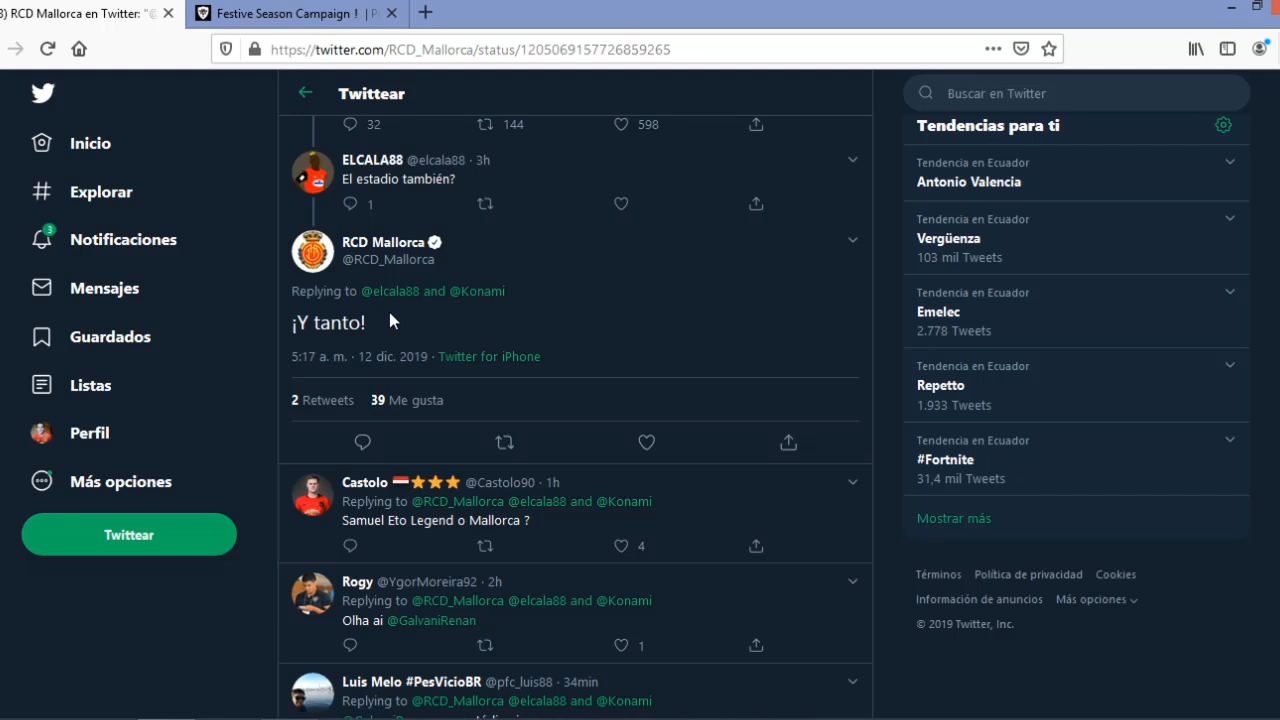 3) RCD Mallorca en Twitter: "@
Festive Season Campaign ! | P
https://twitter.com/RCD_Mallorca/status/1205069157726859265
Inicio
Explorar
3
Notificaciones
Mensajes
Guardados
Listas
Perfil
Más opciones
Twittear
Twittear
32 144 598
ELCALA88 @elcala88 · 3h
El estadio también?
1
RCD Mallorca
@RCD_Mallorca
Replying to @elcala88 and @Konami
¡Y tanto!
5:17 a. m. · 12 dic. 2019 · Twitter for iPhone
2 Retweets 39 Me gusta
Castolo @Castolo90 · 1h
Replying to @RCD_Mallorca @elcala88 and @Konami
Samuel Eto Legend o Mallorca ?
4
Rogy @YgorMoreira92 · 2h
Replying to @RCD_Mallorca @elcala88 and @Konami
Olha ai @GalvaniRenan
1
Luis Melo #PesVicioBR @pfc_luis88 · 34min
Replying to @RCD_Mallorca @elcala88 and @Konami
Buscar en Twitter
Tendencias para ti
Tendencia en Ecuador
Antonio Valencia
Tendencia en Ecuador
Vergüenza
103 mil Tweets
Tendencia en Ecuador
Emelec
2.778 Tweets
Tendencia en Ecuador
Repetto
1.933 Tweets
Tendencia en Ecuador
#Fortnite
31,4 mil Tweets
Mostrar más
Términos Política de privacidad Cookies
Información de anuncios Más opciones
© 2019 Twitter, Inc.